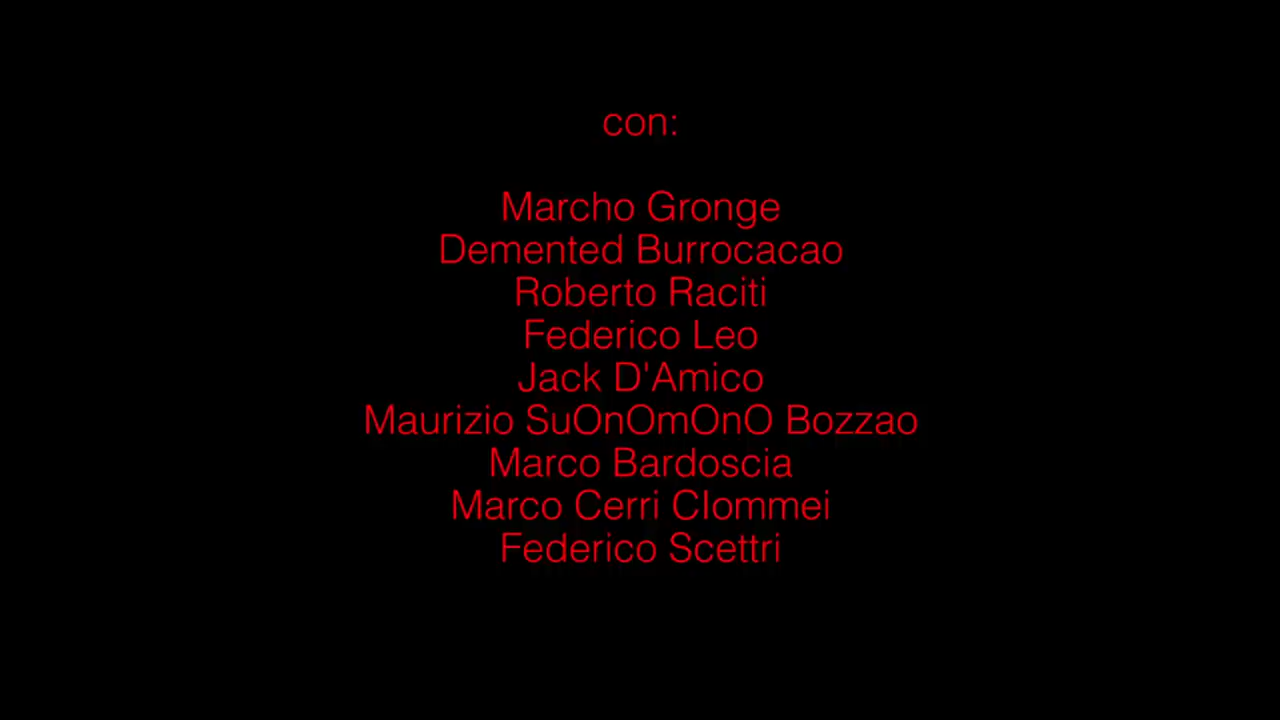 con:
Marcho Gronge
Demented Burrocacao
Roberto Raciti
Federico Leo
Jack D'Amico
Maurizio SuOnOmOnO Bozzao
Marco Bardoscia
Marco Cerri Clommei
Federico Scettri